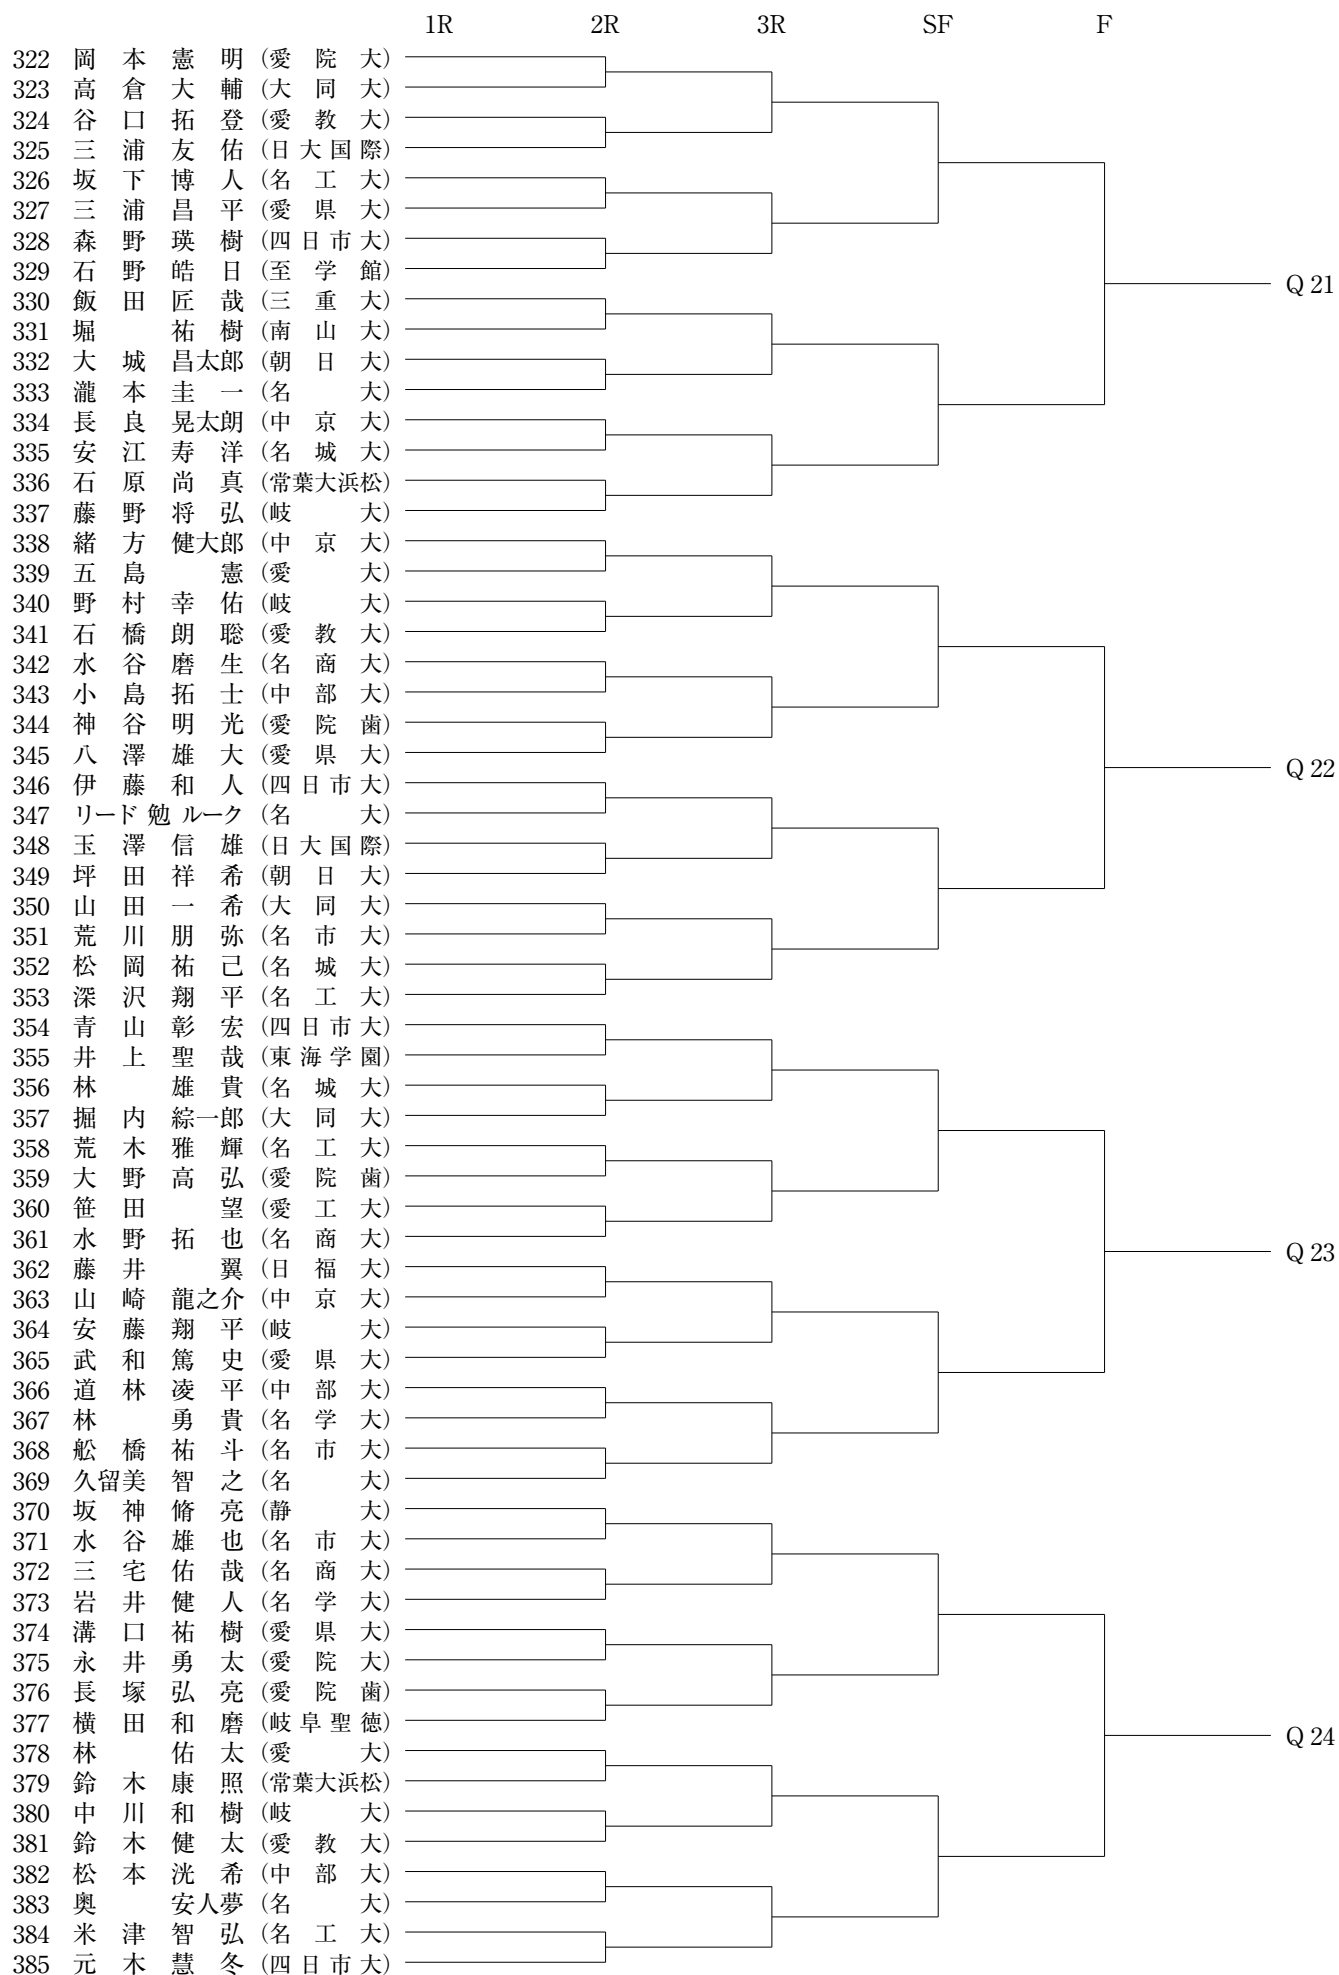 1R 2R 3R SF F
322 岡本憲明 (愛院大)
323 高倉大輔 (大同大)
324 谷口拓登 (愛教大)
325 三浦友佑 (日大国際)
326 坂下博人 (名工大)
327 三浦昌平 (愛県大)
328 森野瑛樹 (四日市大)
329 石野皓日 (至学館)
Q 21
330 飯田匠哉 (三重大)
331 堀祐樹 (南山大)
332 大城昌太郎 (朝日大)
333 瀧本圭一 (名大)
334 長良晃太朗 (中京大)
335 安江寿洋 (名城大)
336 石原尚真 (常葉大浜松)
337 藤野将弘 (岐大)
338 緒方健大郎 (中京大)
339 五島憲 (愛大)
340 野村幸佑 (岐大)
341 石橋朗聡 (愛教大)
342 水谷磨生 (名商大)
343 小島拓士 (中部大)
344 神谷明光 (愛院歯)
345 八澤雄大 (愛県大)
Q 22
346 伊藤和人 (四日市大)
347 リード 勉 ルーク (名大)
348 玉澤信雄 (日大国際)
349 坪田祥希 (朝日大)
350 山田一希 (大同大)
351 荒川朋弥 (名市大)
352 松岡祐己 (名城大)
353 深沢翔平 (名工大)
354 青山彰宏 (四日市大)
355 井上聖哉 (東海学園)
356 林雄貴 (名城大)
357 掘内綜一郎 (大同大)
358 荒木雅輝 (名工大)
359 大野高弘 (愛院歯)
360 笹田望 (愛工大)
361 水野拓也 (名商大)
Q 23
362 藤井翼 (日福大)
363 山崎龍之介 (中京大)
364 安藤翔平 (岐大)
365 武和篤史 (愛県大)
366 道林凌平 (中部大)
367 林勇貴 (名学大)
368 舩橋祐斗 (名市大)
369 久留美智之 (名大)
370 坂神脩亮 (静大)
371 水谷雄也 (名市大)
372 三宅佑哉 (名商大)
373 岩井健人 (名学大)
374 溝口祐樹 (愛県大)
375 永井勇太 (愛院大)
376 長塚弘亮 (愛院歯)
377 横田和磨 (岐阜聖徳)
Q 24
378 林佑太 (愛大)
379 鈴木康照 (常葉大浜松)
380 中川和樹 (岐大)
381 鈴木健太 (愛教大)
382 松本洸希 (中部大)
383 奥安人夢 (名大)
384 米津智弘 (名工大)
385 元木慧冬 (四日市大)